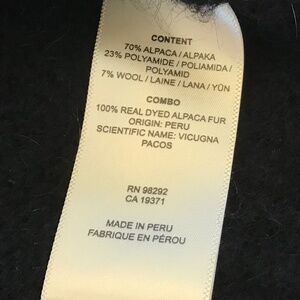 CONTENT
70% ALPACA / ALPAKA
23% POLYAMIDE / POLIAMIDA /
POLYAMID
7% WOOL / LAINE / LANA / YÜN
COMBO
100% REAL DYED ALPACA FUR
ORIGIN: PERU
SCIENTIFIC NAME: VICUGNA
PACOS
RN 98292
CA 19371
MADE IN PERU
FABRIQUE EN PÉROU